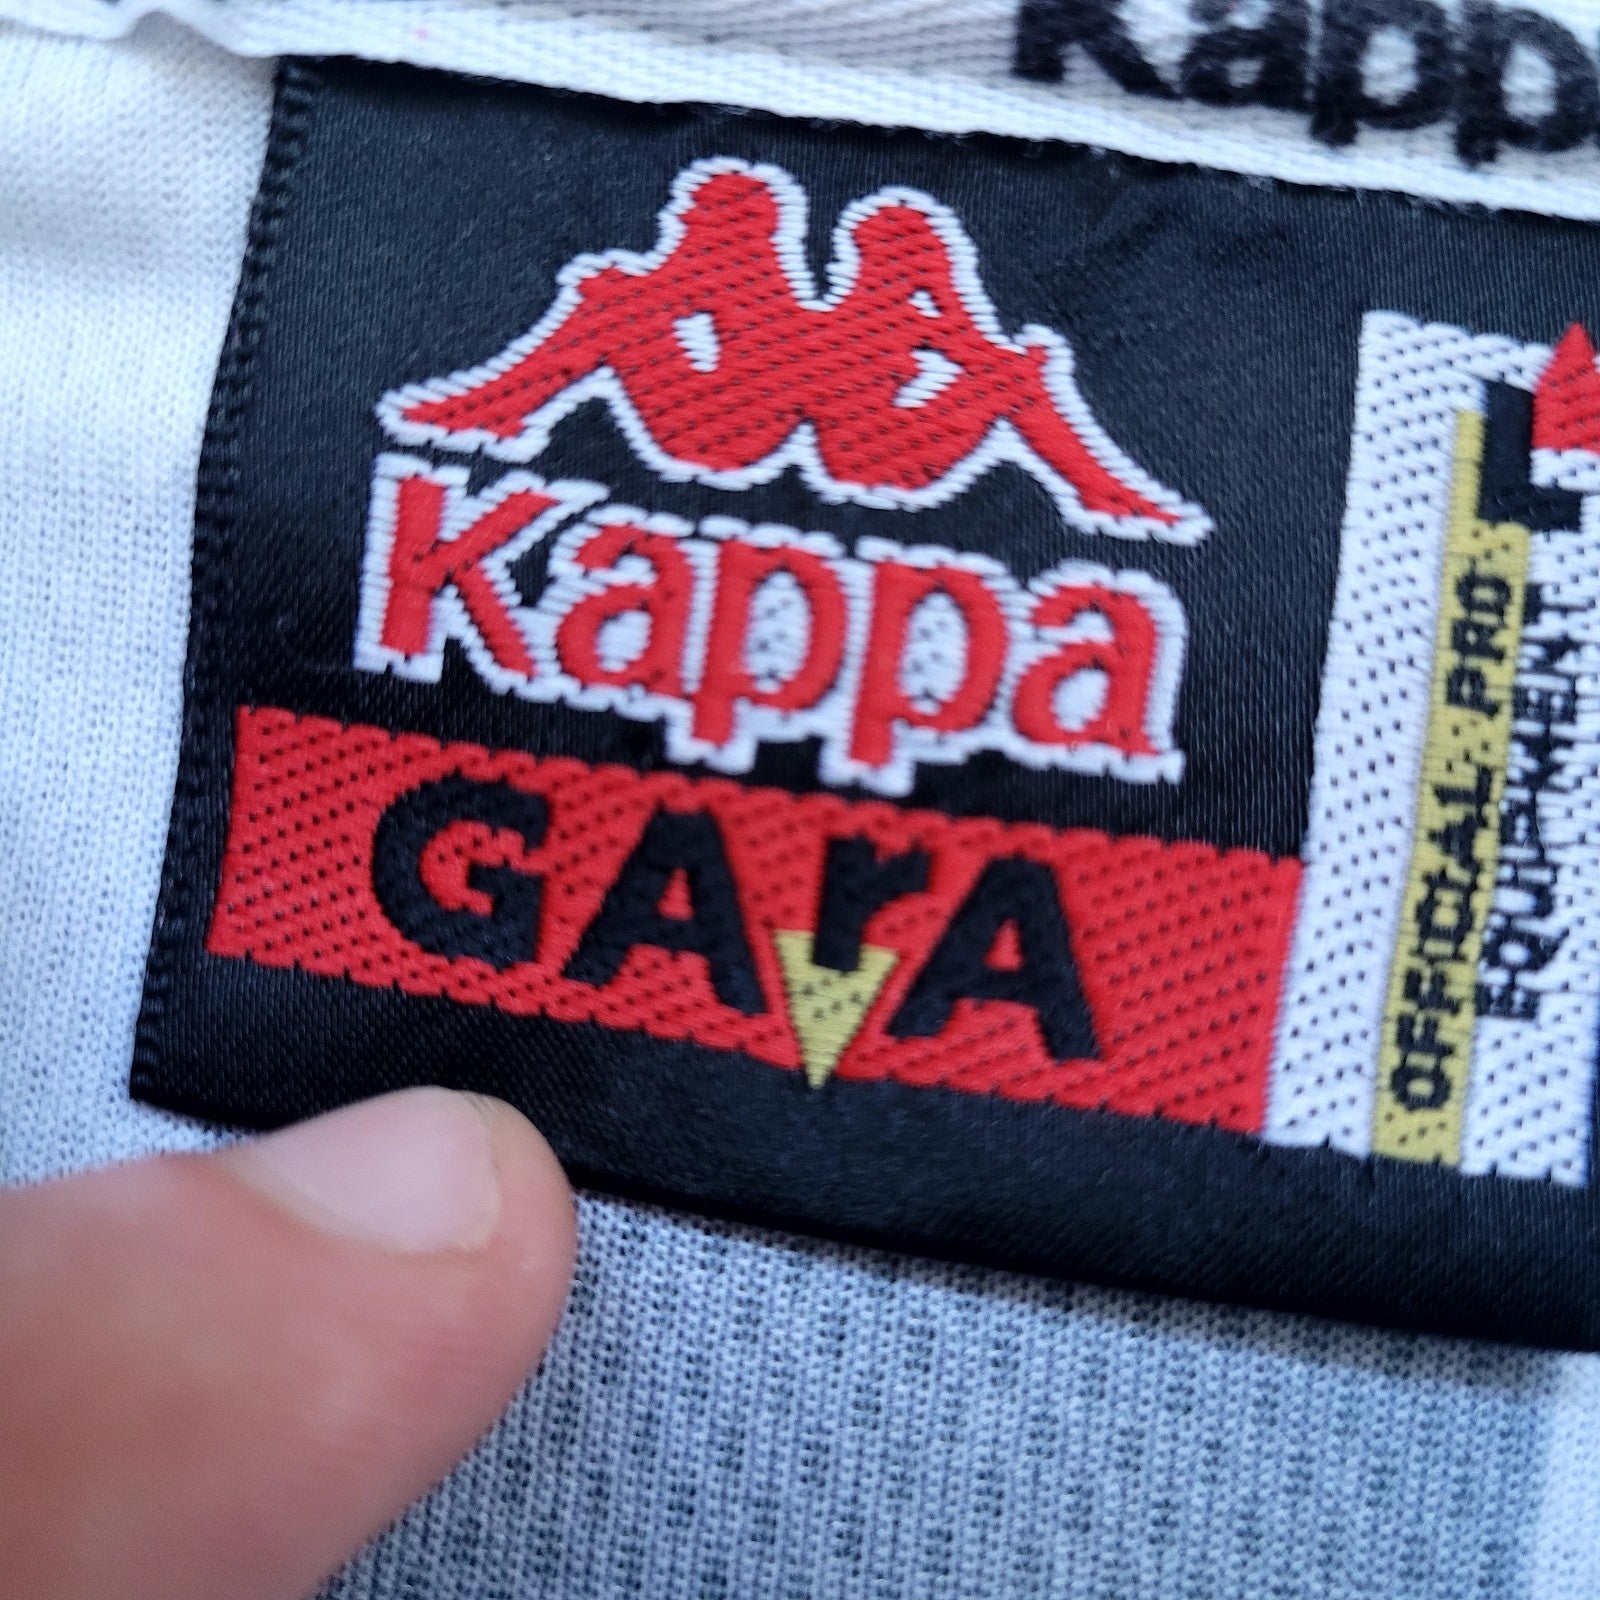 Kapp
Kappa
GArA
OFFICIAL PRO
EQUIPMENT